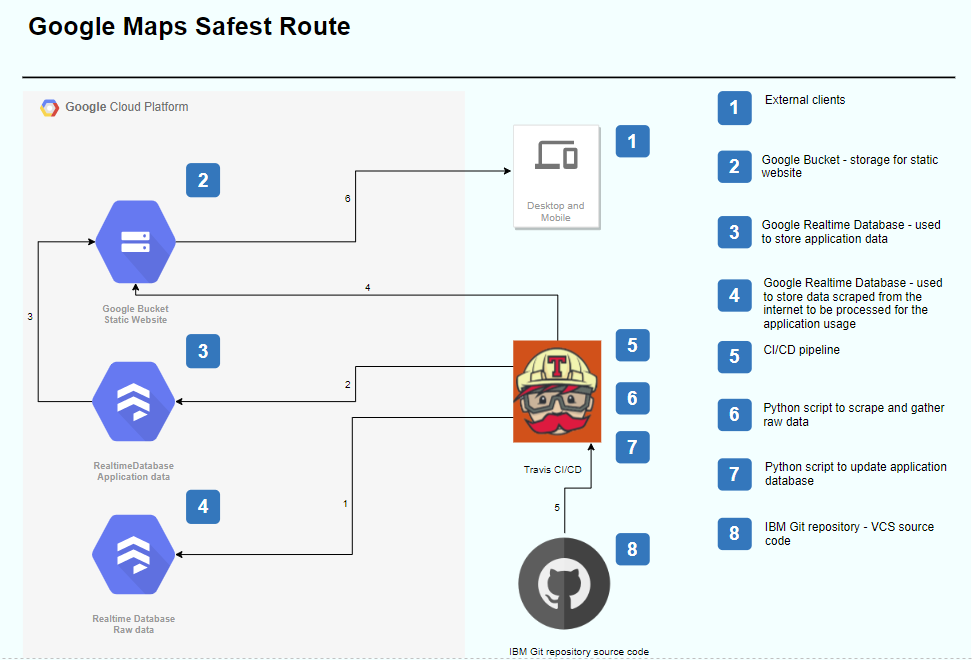 Google Maps Safest Route
Google Cloud Platform
1
External clients
1
2
Google Bucket - storage for static
website
2
6
Desktop and
Mobile
3
Google Realtime Database - used
to store application data
4
Google Bucket
Static Website
3
4
Google Realtime Database - used
to store data scraped from the
internet to be processed for the
application usage
3
5
5
CI/CD pipeline
2
6
6
Python script to scrape and gather
raw data
7
RealtimeDatabase
Application data
Travis CI/CD
7
Python script to update application
database
4
1
5
8
IBM Git repository - VCS source
code
8
Realtime Database
Raw data
IBM Git repository source code
T